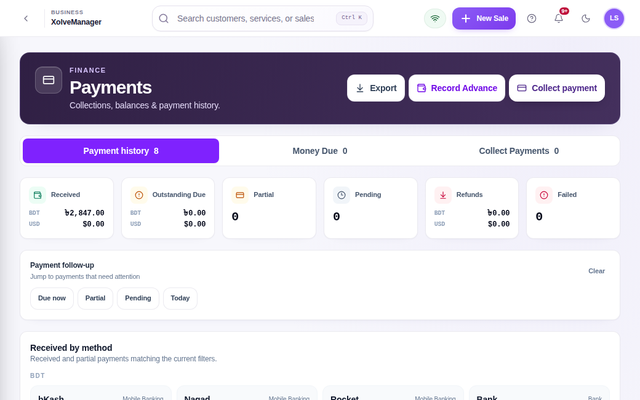 BUSINESS
XolveManager
Search customers, services, or sales
Ctrl K
New Sale
9+
LS
FINANCE
Payments
Collections, balances & payment history.
Export
Record Advance
Collect payment
Payment history 8
Money Due 0
Collect Payments 0
Received
BDT ৳2,847.00
USD $0.00
Outstanding Due
BDT ৳0.00
USD $0.00
Partial
0
Pending
0
Refunds
BDT ৳0.00
USD $0.00
Failed
0
Payment follow-up
Jump to payments that need attention
Clear
Due now
Partial
Pending
Today
Received by method
Received and partial payments matching the current filters.
BDT
bKash Mobile Banking
Nagad Mobile Banking
Rocket Mobile Banking
Bank Bank